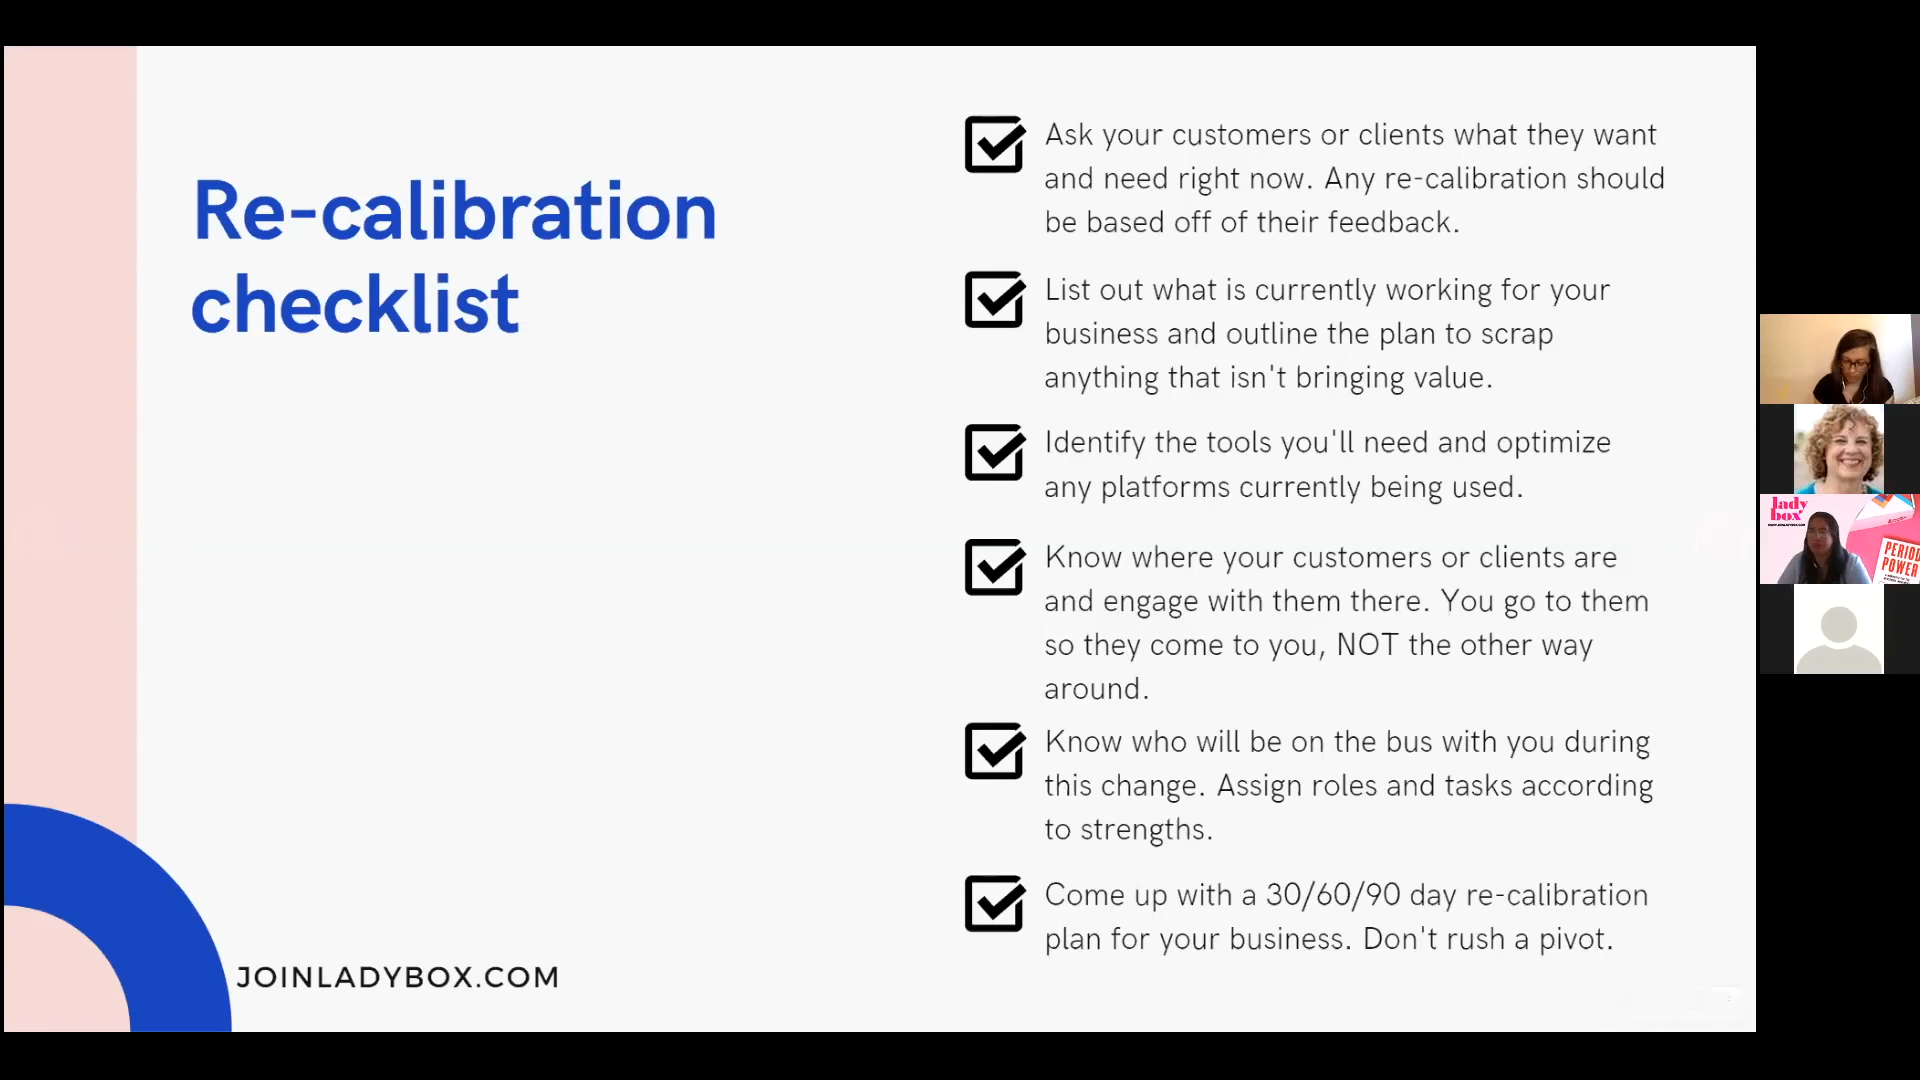 Re-calibration
checklist
Ask your customers or clients what they want
and need right now. Any re-calibration should
be based off of their feedback.
List out what is currently working for your
business and outline the plan to scrap
anything that isn't bringing value.
Identify the tools you'll need and optimize
any platforms currently being used.
Know where your customers or clients are
and engage with them there. You go to them
so they come to you, NOT the other way
around.
Know who will be on the bus with you during
this change. Assign roles and tasks according
to strengths.
Come up with a 30/60/90 day re-calibration
plan for your business. Don't rush a pivot.
JOINLADYBOX.COM
lady
box
WWW.JOINLADYBOX.COM
PERIOD
POWER